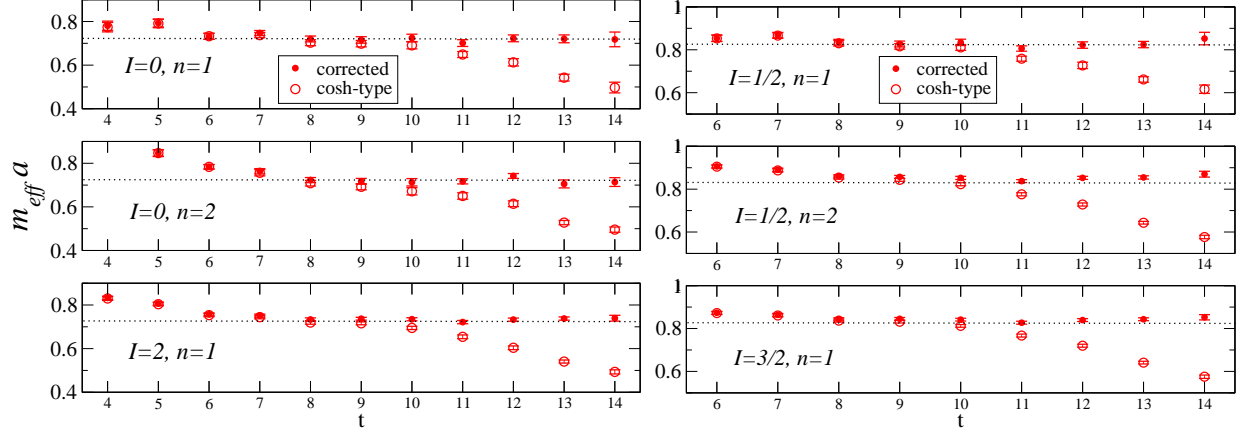 m_eff a
0.8
0.6
0.4
I=0, n=1
corrected
cosh-type
4 5 6 7 8 9 10 11 12 13 14
0.8
0.6
0.4
I=0, n=2
4 5 6 7 8 9 10 11 12 13 14
0.8
0.6
0.4
I=2, n=1
4 5 6 7 8 9 10 11 12 13 14
t
1
0.8
0.6
I=1/2, n=1
corrected
cosh-type
6 7 8 9 10 11 12 13 14
1
0.8
0.6
I=1/2, n=2
6 7 8 9 10 11 12 13 14
1
0.8
0.6
I=3/2, n=1
6 7 8 9 10 11 12 13 14
t